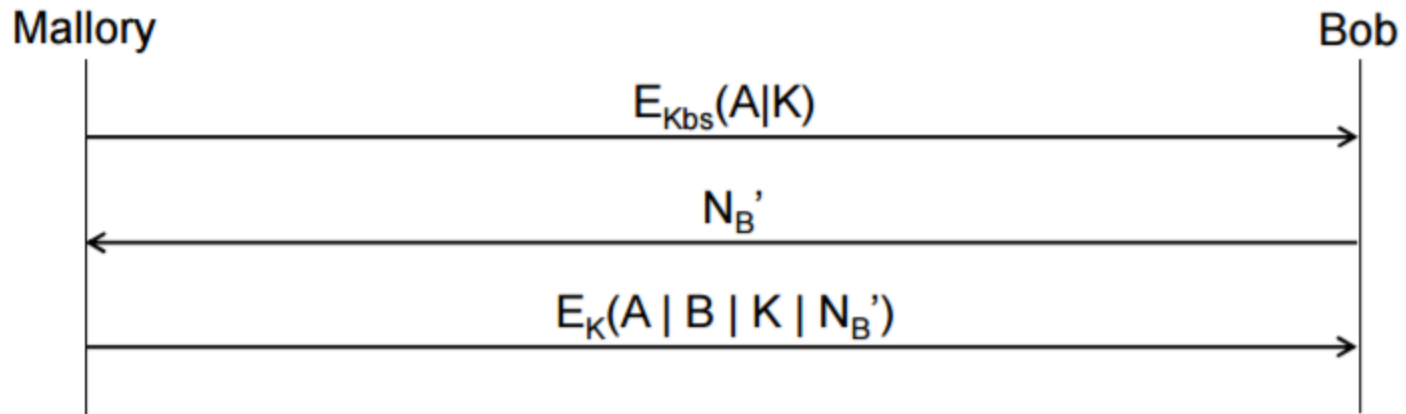 Mallory
Bob
E_Kbs(A|K)
N_B’
E_K(A | B | K | N_B’)